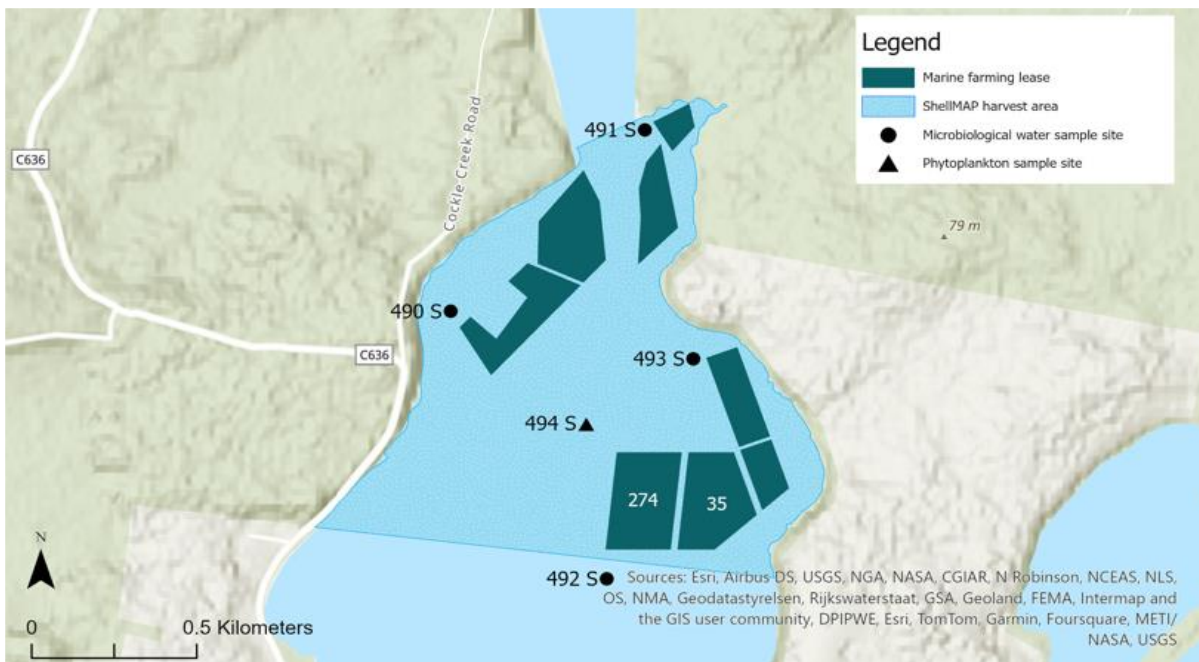 Legend
Marine farming lease
ShellMAP harvest area
Microbiological water sample site
Phytoplankton sample site
491 S
C636
Cockle Creek Road
79 m
490 S
C636
493 S
494 S
274
35
N
492 S
Sources: Esri, Airbus DS, USGS, NGA, NASA, CGIAR, N Robinson, NCEAS, NLS,
OS, NMA, Geodatastyrelsen, Rijkswaterstaat, GSA, Geoland, FEMA, Intermap and
the GIS user community, DPIPWE, Esri, TomTom, Garmin, Foursquare, METI/
NASA, USGS
0 0.5 Kilometers